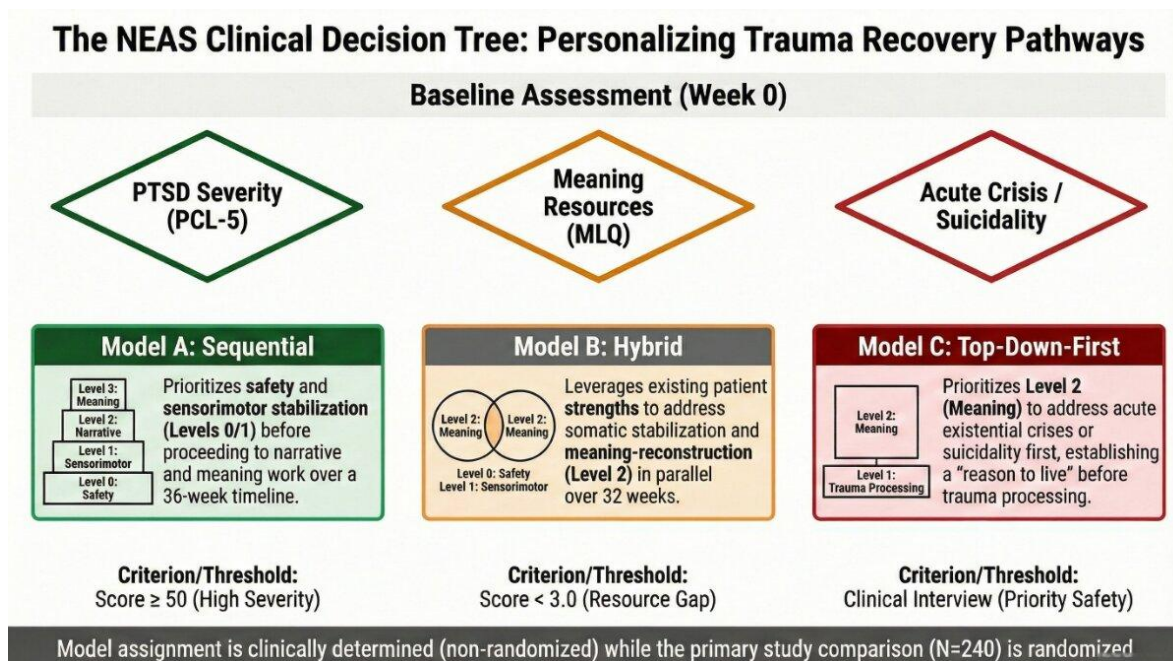 The NEAS Clinical Decision Tree: Personalizing Trauma Recovery Pathways
Baseline Assessment (Week 0)
PTSD Severity
(PCL-5)
Meaning
Resources
(MLQ)
Acute Crisis /
Suicidality
Model A: Sequential
Level 3:
Meaning
Level 2:
Narrative
Level 1:
Sensorimotor
Level 0:
Safety
Prioritizes safety and
sensorimotor stabilization
(Levels 0/1) before
proceeding to narrative
and meaning work over a
36-week timeline.
Model B: Hybrid
Level 2:
Meaning
Level 2:
Meaning
Level 0: Safety
Level 1: Sensorimotor
Leverages existing patient
strengths to address
somatic stabilization and
meaning-reconstruction
(Level 2) in parallel
over 32 weeks.
Model C: Top-Down-First
Level 2:
Meaning
Level 1:
Trauma Processing
Prioritizes Level 2
(Meaning) to address acute
existential crises or
suicidality first, establishing
a “reason to live” before
trauma processing.
Criterion/Threshold:
Score ≥ 50 (High Severity)
Criterion/Threshold:
Score < 3.0 (Resource Gap)
Criterion/Threshold:
Clinical Interview (Priority Safety)
Model assignment is clinically determined (non-randomized) while the primary study comparison (N=240) is randomized